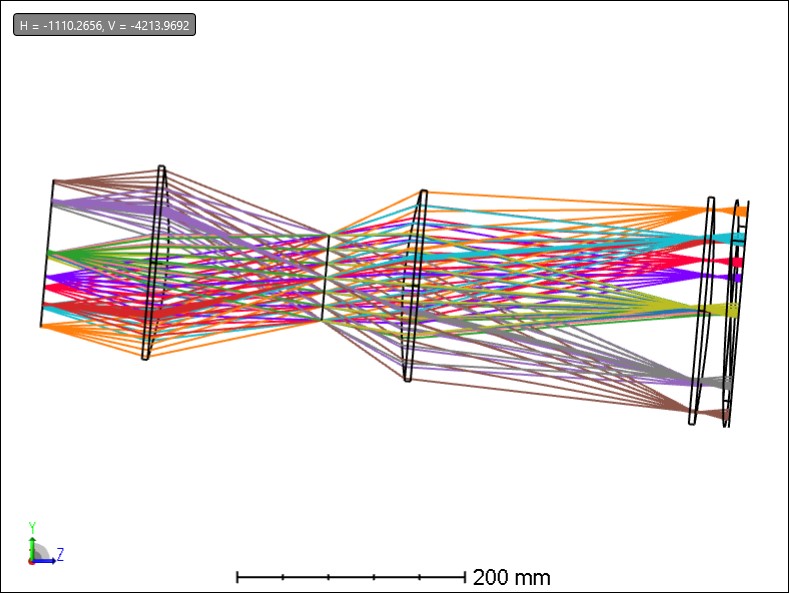 H = -1110.2656, V = -4213.9692
Y
Z
200 mm